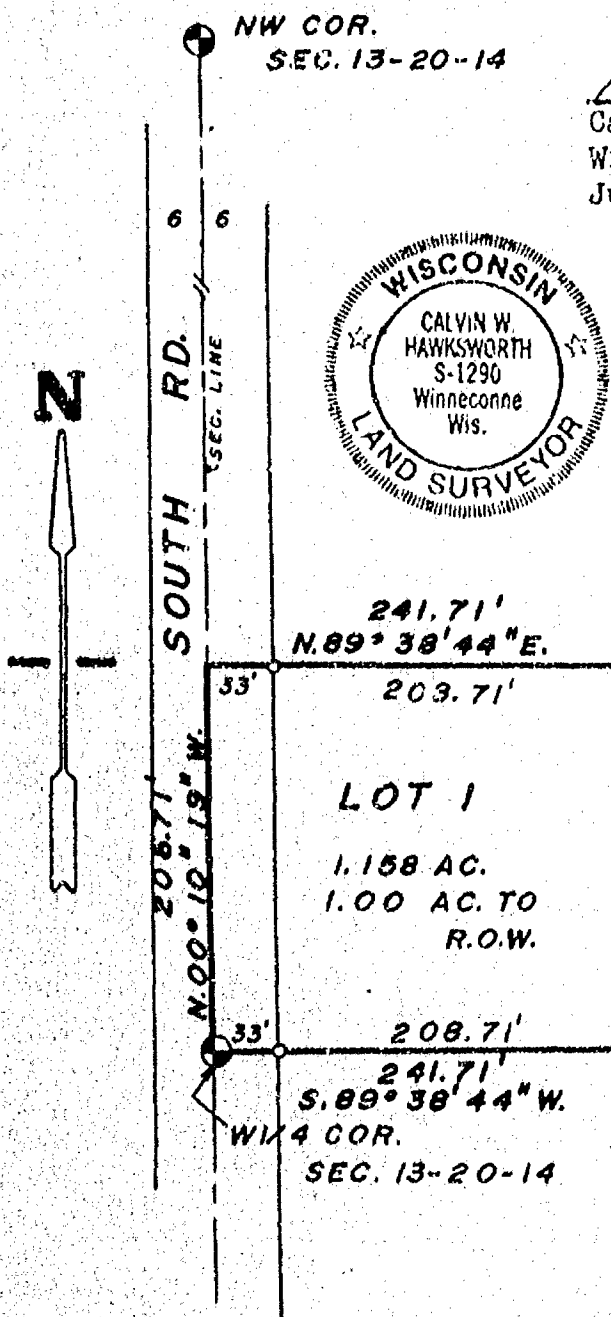 NW COR.
SEC. 13-20-14
Ca
W
Ju
6 6
SOUTH RD.
SEC. LINE
N
WISCONSIN
CALVIN W.
HAWKSWORTH
S-1290
Winneconne
Wis.
LAND SURVEYOR
241.71'
N.89° 38' 44" E.
33'
203.71'
206.71'
N.00° 10" 19" W.
LOT 1
1.158 AC.
1.00 AC. TO
R.O.W.
33'
208.71'
241.71'
S.89° 38' 44" W.
W1/4 COR.
SEC. 13-20-14